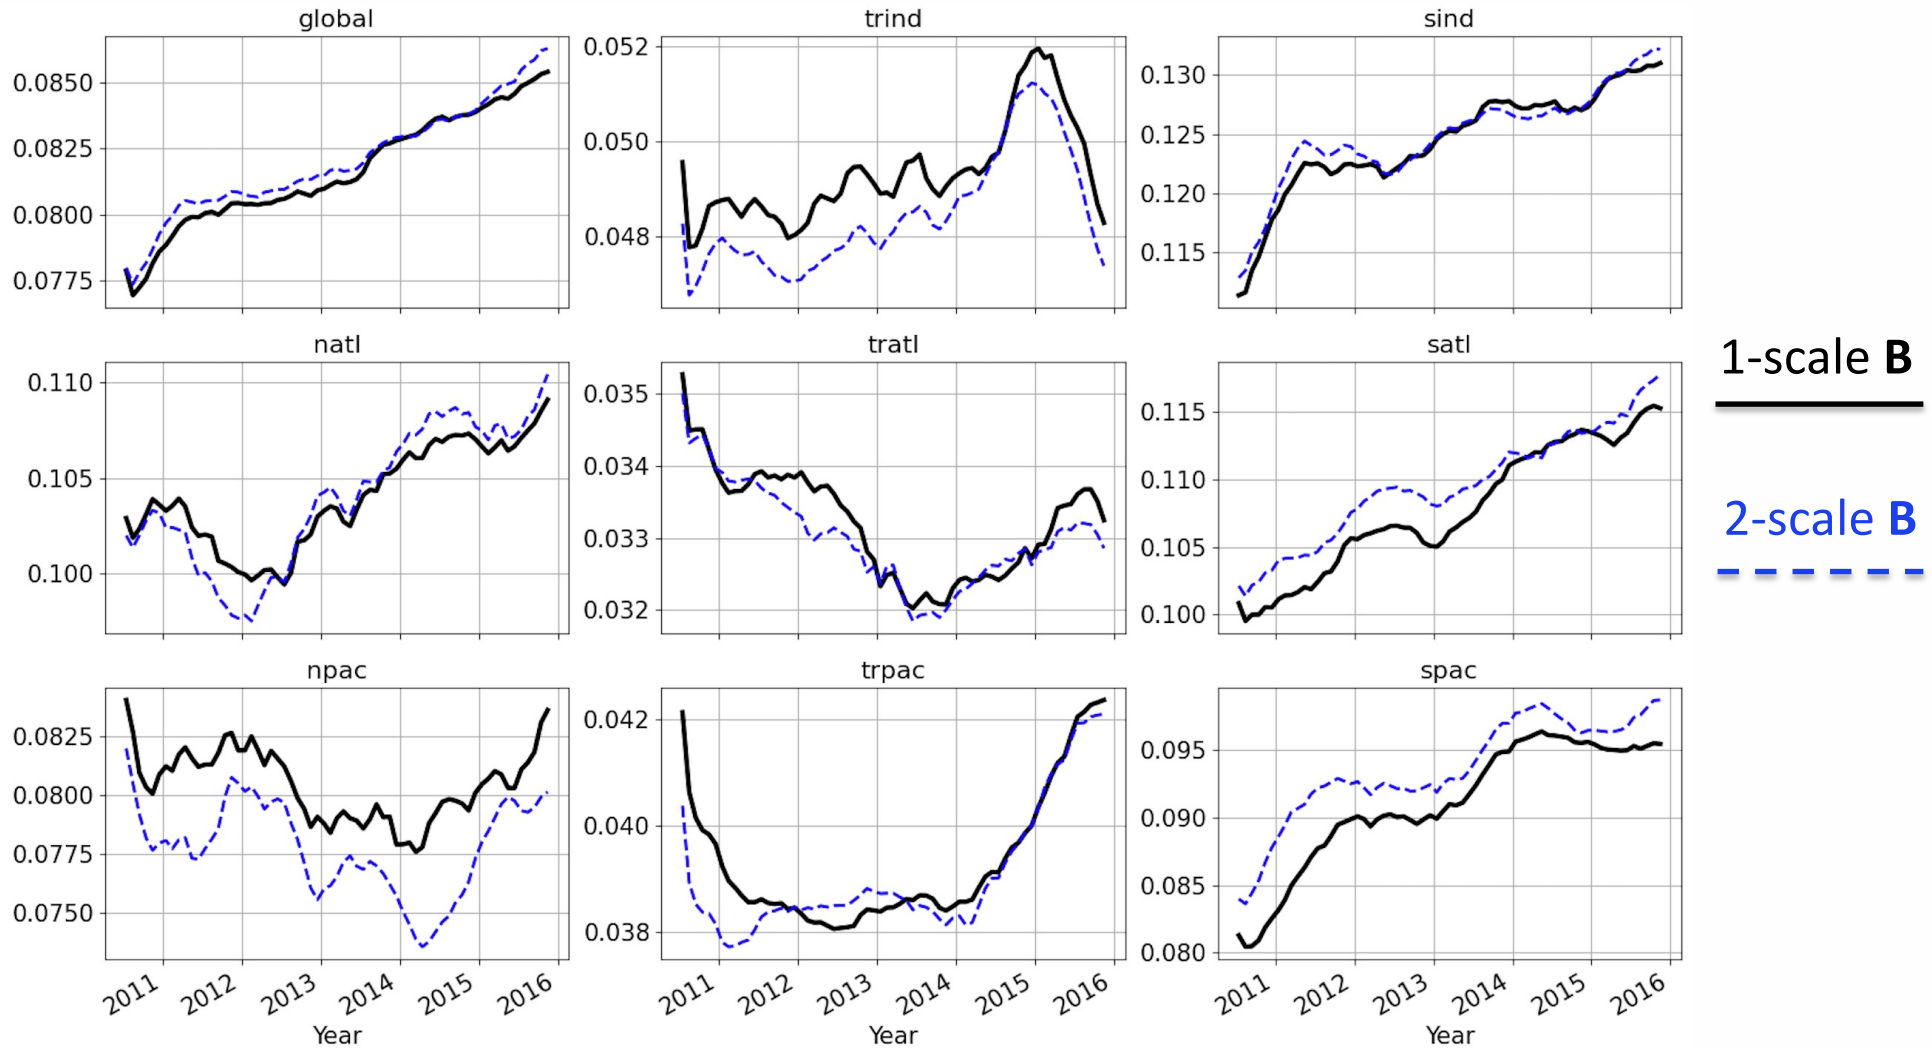 global
0.0850
0.0825
0.0800
0.0775
trind
0.052
0.050
0.048
sind
0.130
0.125
0.120
0.115
natl
0.110
0.105
0.100
tratl
0.035
0.034
0.033
0.032
satl
0.115
0.110
0.105
0.100
1-scale B
2-scale B
npac
0.0825
0.0800
0.0775
0.0750
2011 2012 2013 2014 2015 2016
Year
trpac
0.042
0.040
0.038
2011 2012 2013 2014 2015 2016
Year
spac
0.095
0.090
0.085
0.080
2011 2012 2013 2014 2015 2016
Year